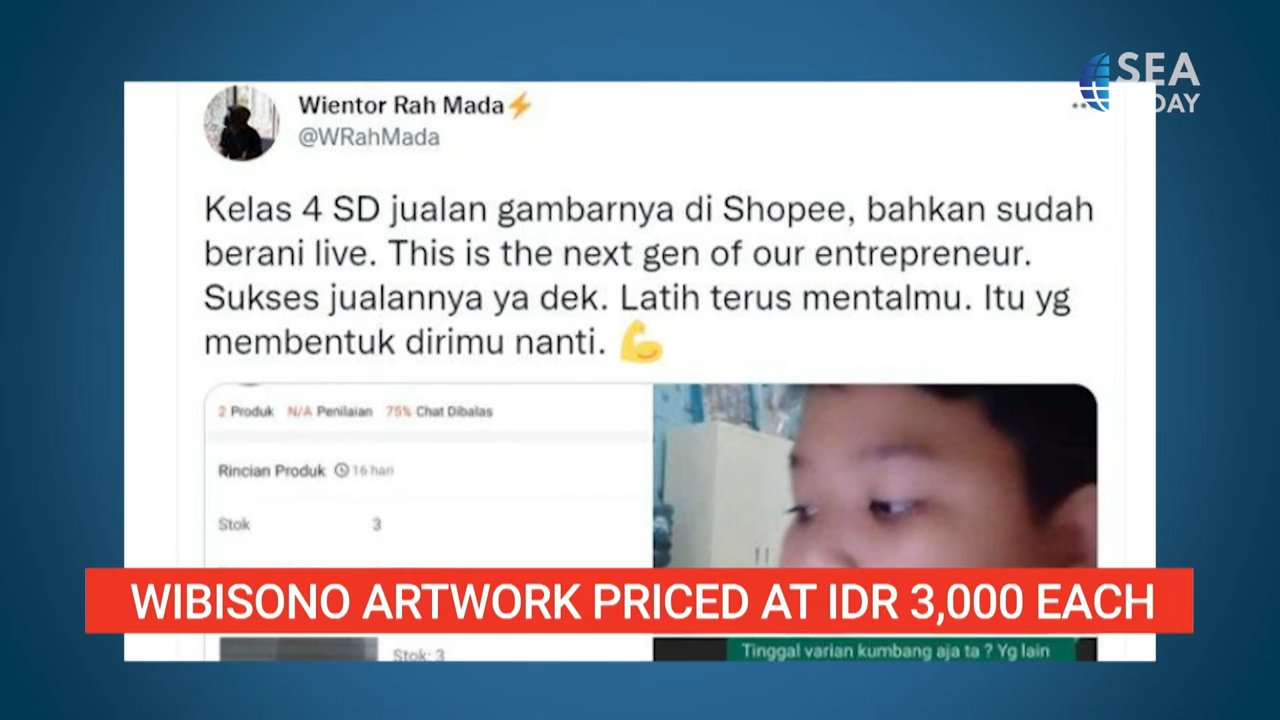 SEA
DAY
Wientor Rah Mada⚡
@WRahMada
Kelas 4 SD jualan gambarnya di Shopee, bahkan sudah
berani live. This is the next gen of our entrepreneur.
Sukses jualannya ya dek. Latih terus mentalmu. Itu yg
membentuk dirimu nanti. 💪
2 Produk N/A Penilaian 75% Chat Dibalas
Rincian Produk 16 hari
Stok 3
WIBISONO ARTWORK PRICED AT IDR 3,000 EACH
Stok: 3
Tinggal varian kumbang aja ta ? Yg lain